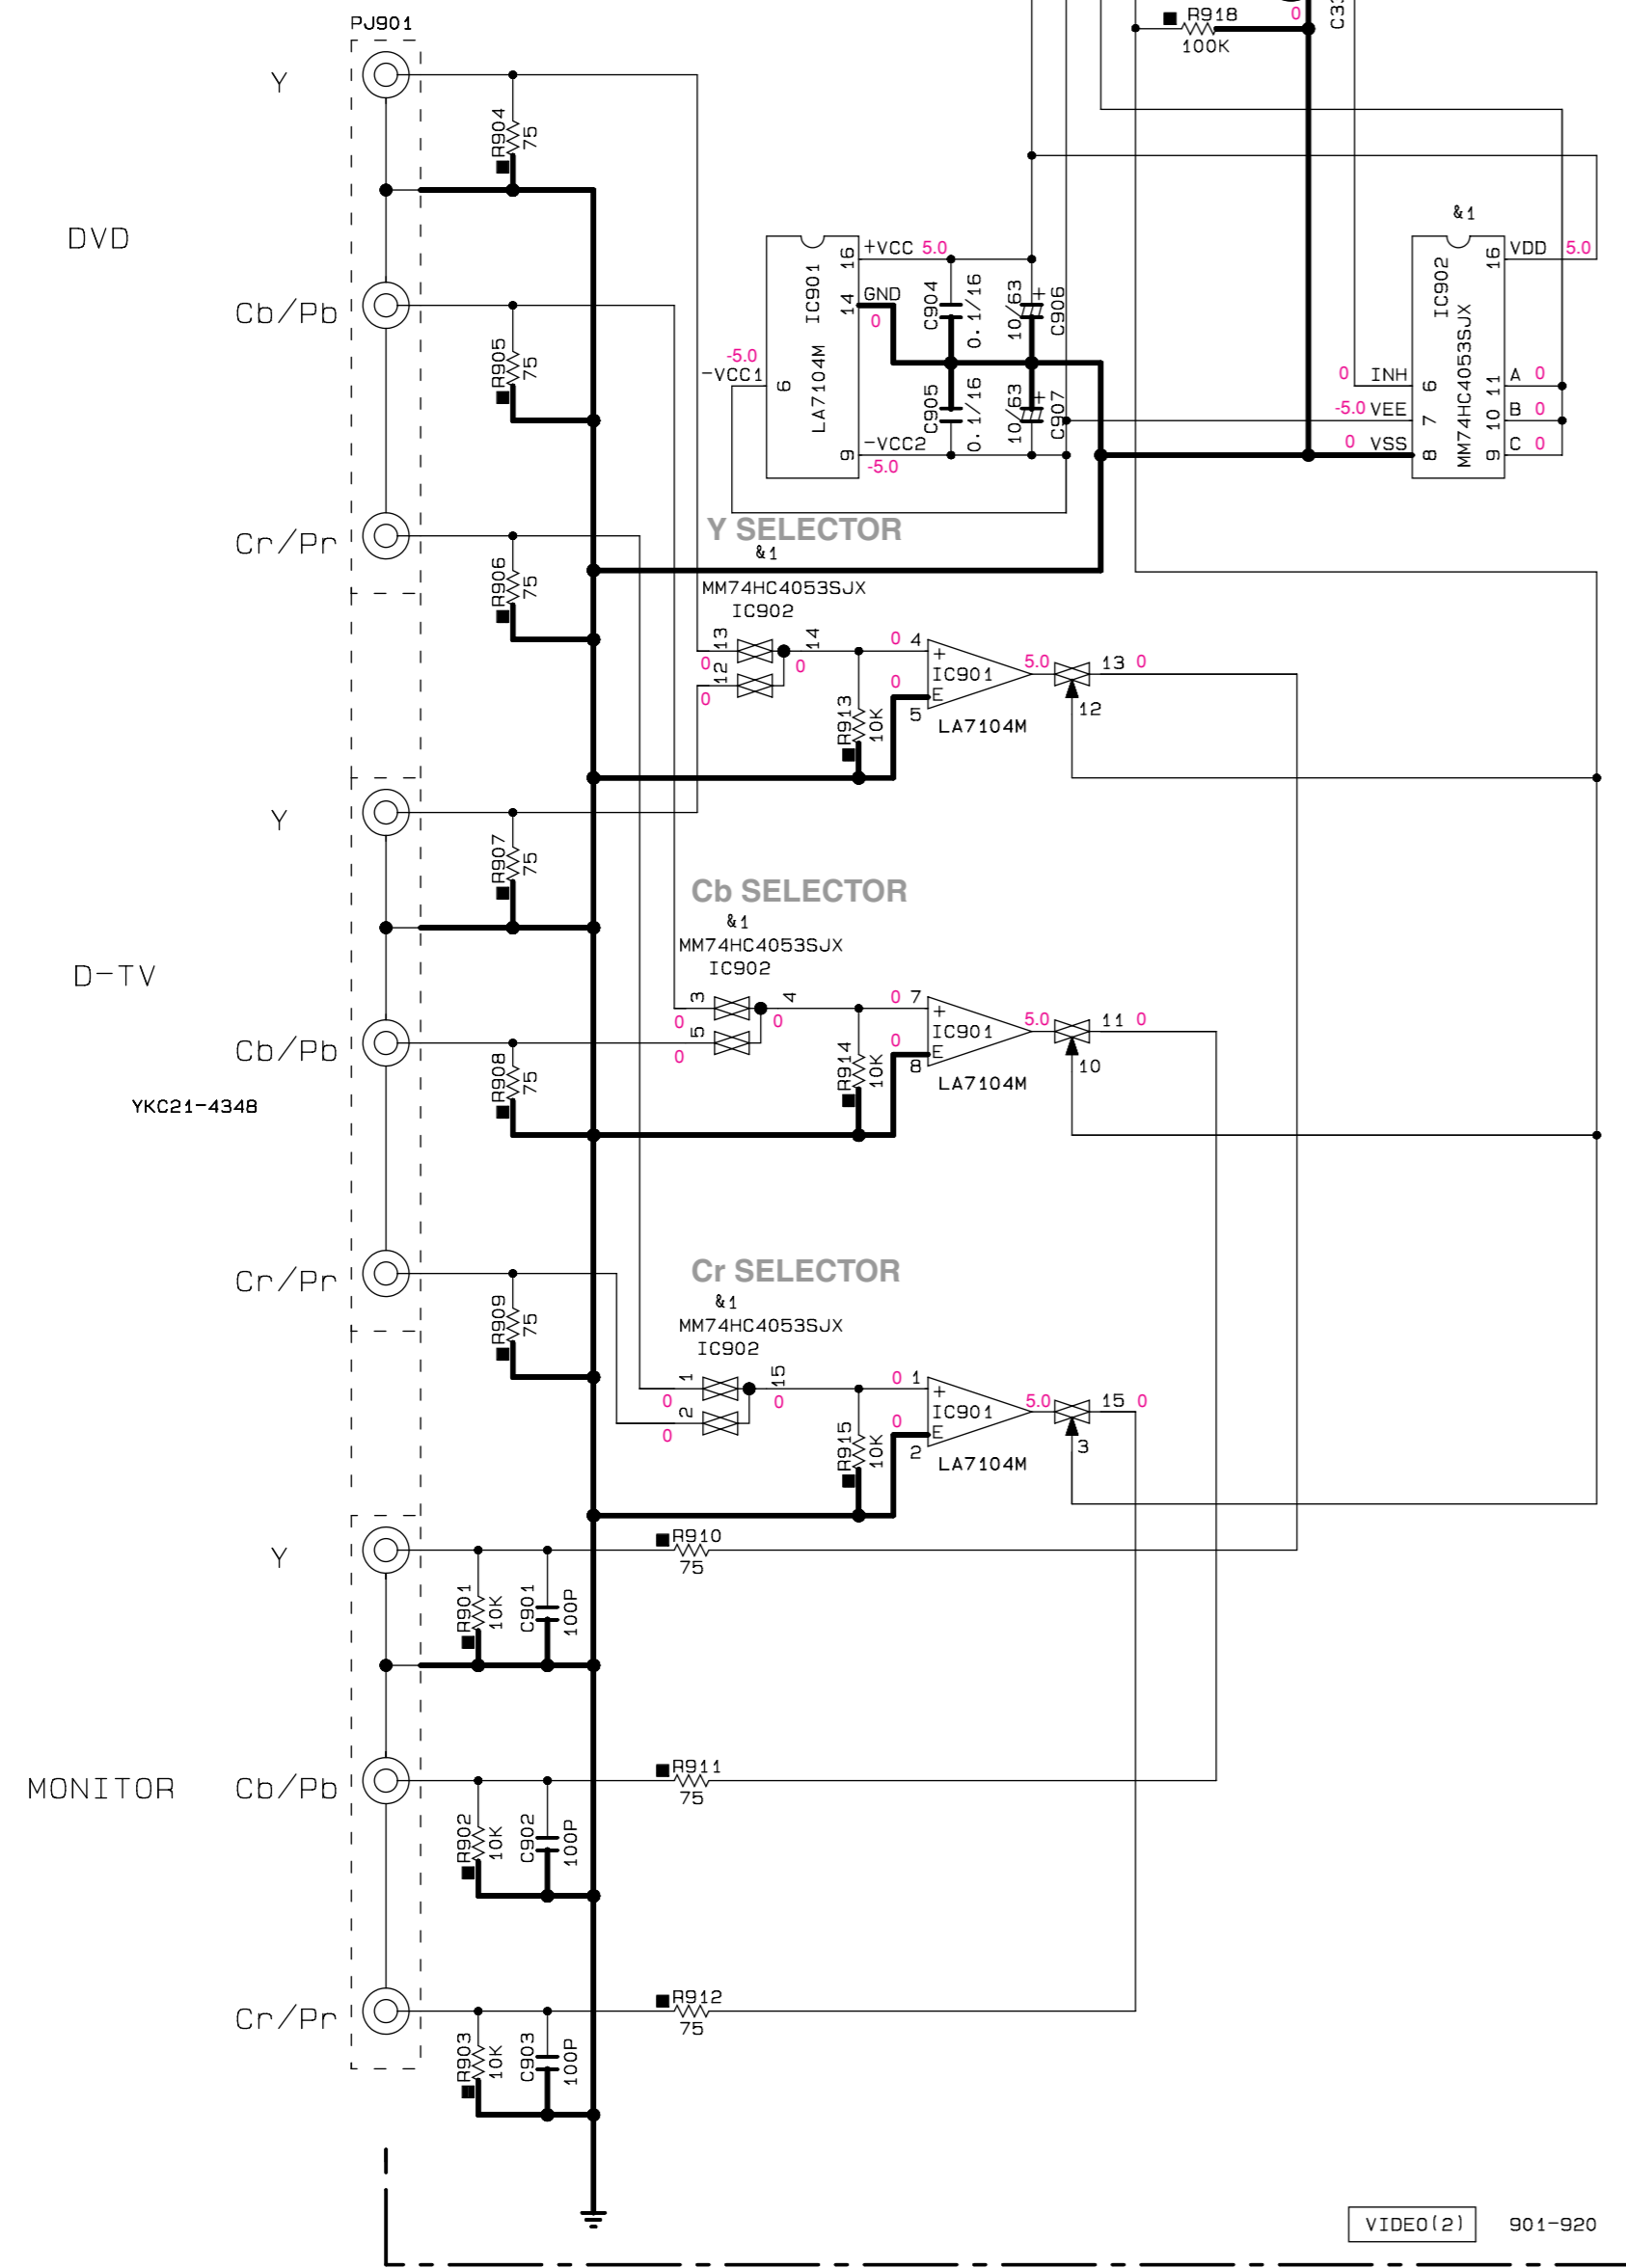 PJ901
R918
0
100K
C33
Y
R904
75
DVD
&1
16
+VCC
5.0
IC901
LA7104M
14
GND
0
C904
0.1/16
10/63
+
C906
IC902
MM74HC4053SJX
16
VDD
5.0
Cb/Pb
R905
75
-5.0
-VCC1
6
C905
0.1/16
10/63
+
C907
0
INH
6
11
A
0
-5.0
VEE
7
10
B
0
0
VSS
8
9
C
0
9
-VCC2
-5.0
Cr/Pr
R906
75
Y SELECTOR
&1
MM74HC4053SJX
IC902
13
0
12
0
14
0
0
4
+
IC901
0
E
5
LA7104M
5.0
13
0
12
R913
10K
Y
R907
75
D-TV
Cb SELECTOR
&1
MM74HC4053SJX
IC902
3
0
5
0
4
0
0
7
+
IC901
0
E
8
LA7104M
5.0
11
0
10
R914
10K
Cb/Pb
R908
75
YKC21-4348
Cr/Pr
R909
75
Cr SELECTOR
&1
MM74HC4053SJX
IC902
1
0
2
0
15
0
0
1
+
IC901
0
E
2
LA7104M
5.0
15
0
3
R915
10K
Y
R910
75
R901
10K
C901
100P
MONITOR
Cb/Pb
R911
75
R902
10K
C902
100P
Cr/Pr
R912
75
R903
10K
C903
100P
VIDEO(2)
901-920